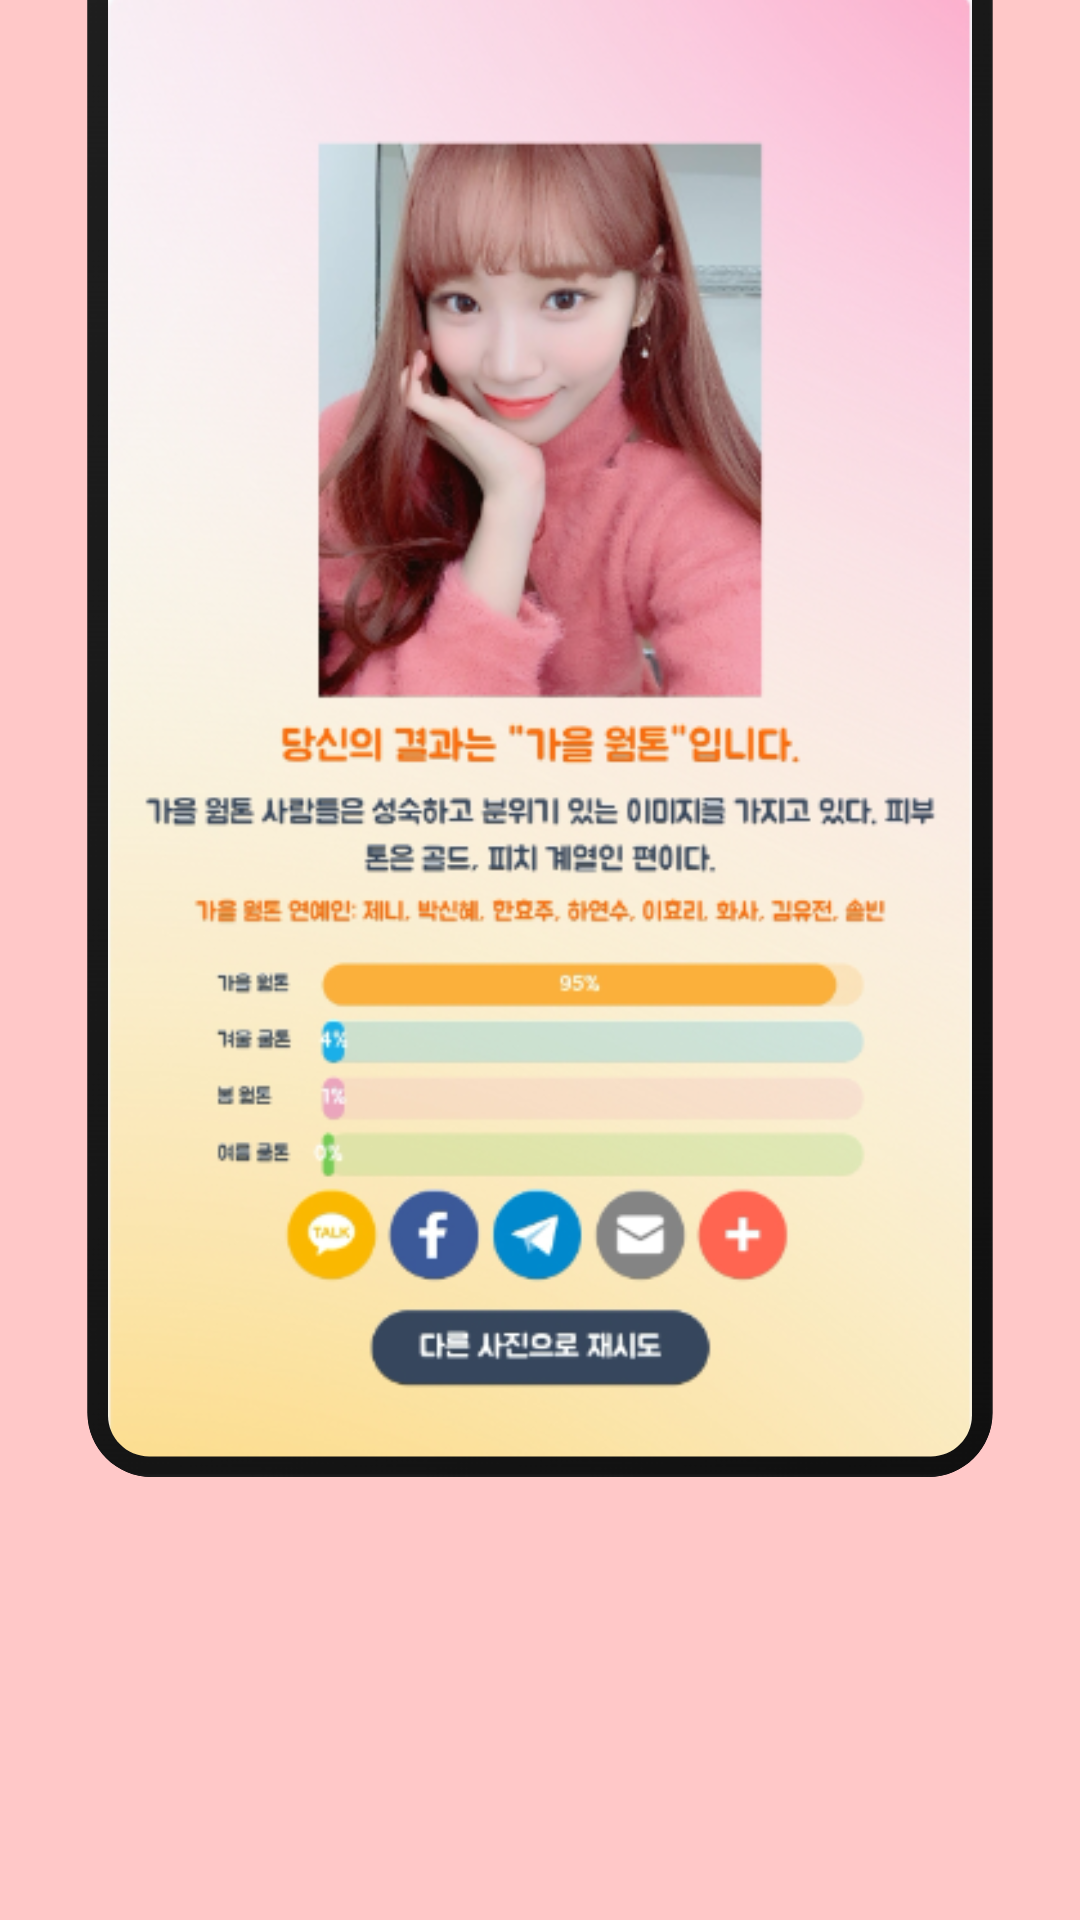 당신의 결과는 "가을 웜톤"입니다.
가을 웜톤 사람들은 성숙하고 분위기 있는 이미지를 가지고 있다. 피부
톤은 골드, 피치 계열인 편이다.
가을 웜톤 연예인: 제니, 박신혜, 한효주, 하연수, 이효리, 화사, 김유전, 솔빈
가을 웜톤 95%
겨울 쿨톤 4%
봄 웜톤 1%
여름 쿨톤 0%
TALK
다른 사진으로 재시도